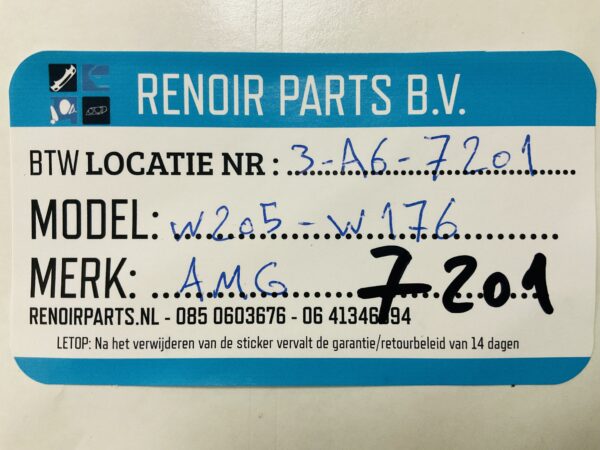 RENOIR PARTS B.V.
BTW LOCATIE NR : 3-A6-7201
MODEL: W205-W176
MERK: AMG 7201
RENOIRPARTS.NL - 085 0603676 - 06 41346894
LETOP: Na het verwijderen van de sticker vervalt de garantie/retourbeleid van 14 dagen